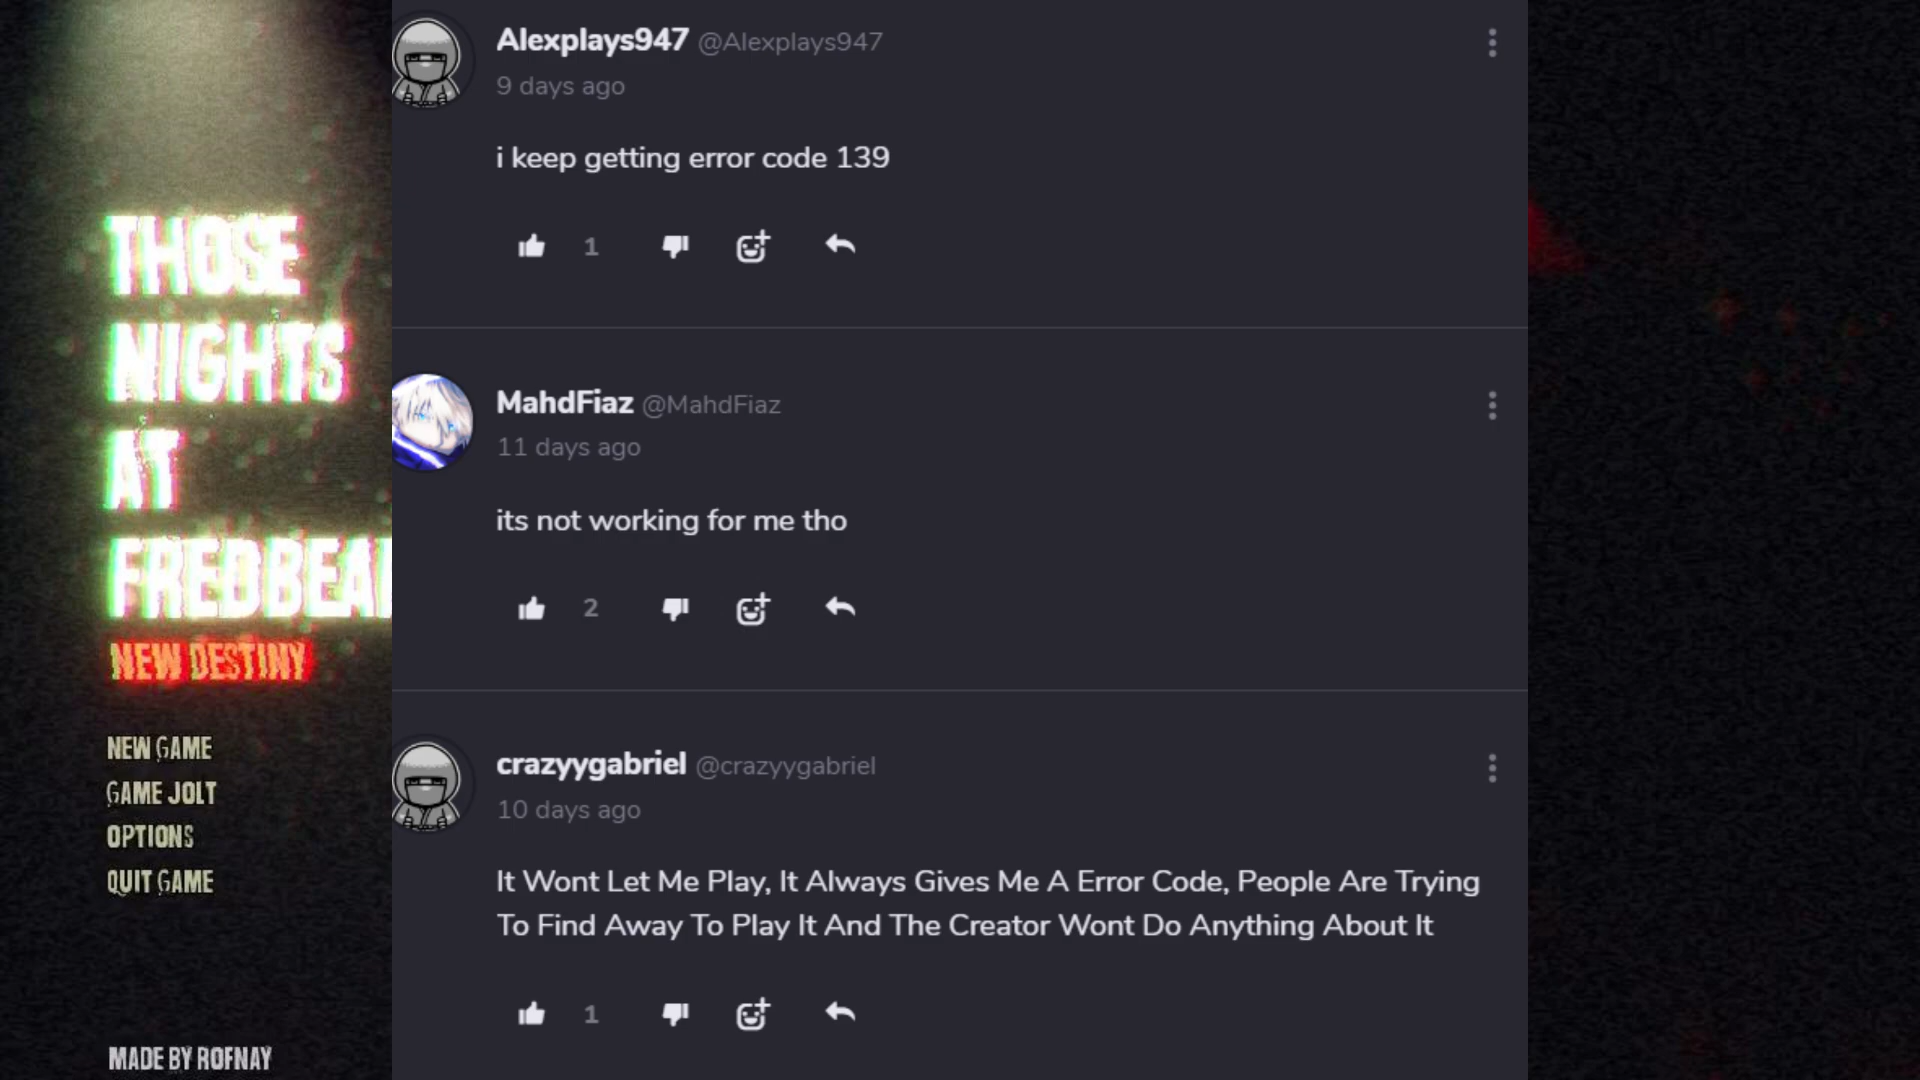 THOSE
NIGHTS
AT
FREDBEA
NEW DESTINY
NEW GAME
GAME JOLT
OPTIONS
QUIT GAME
MADE BY ROFNAY
Alexplays947 @Alexplays947
9 days ago
i keep getting error code 139
1
MahdFiaz @MahdFiaz
11 days ago
its not working for me tho
2
crazyygabriel @crazyygabriel
10 days ago
It Wont Let Me Play, It Always Gives Me A Error Code, People Are Trying
To Find Away To Play It And The Creator Wont Do Anything About It
1